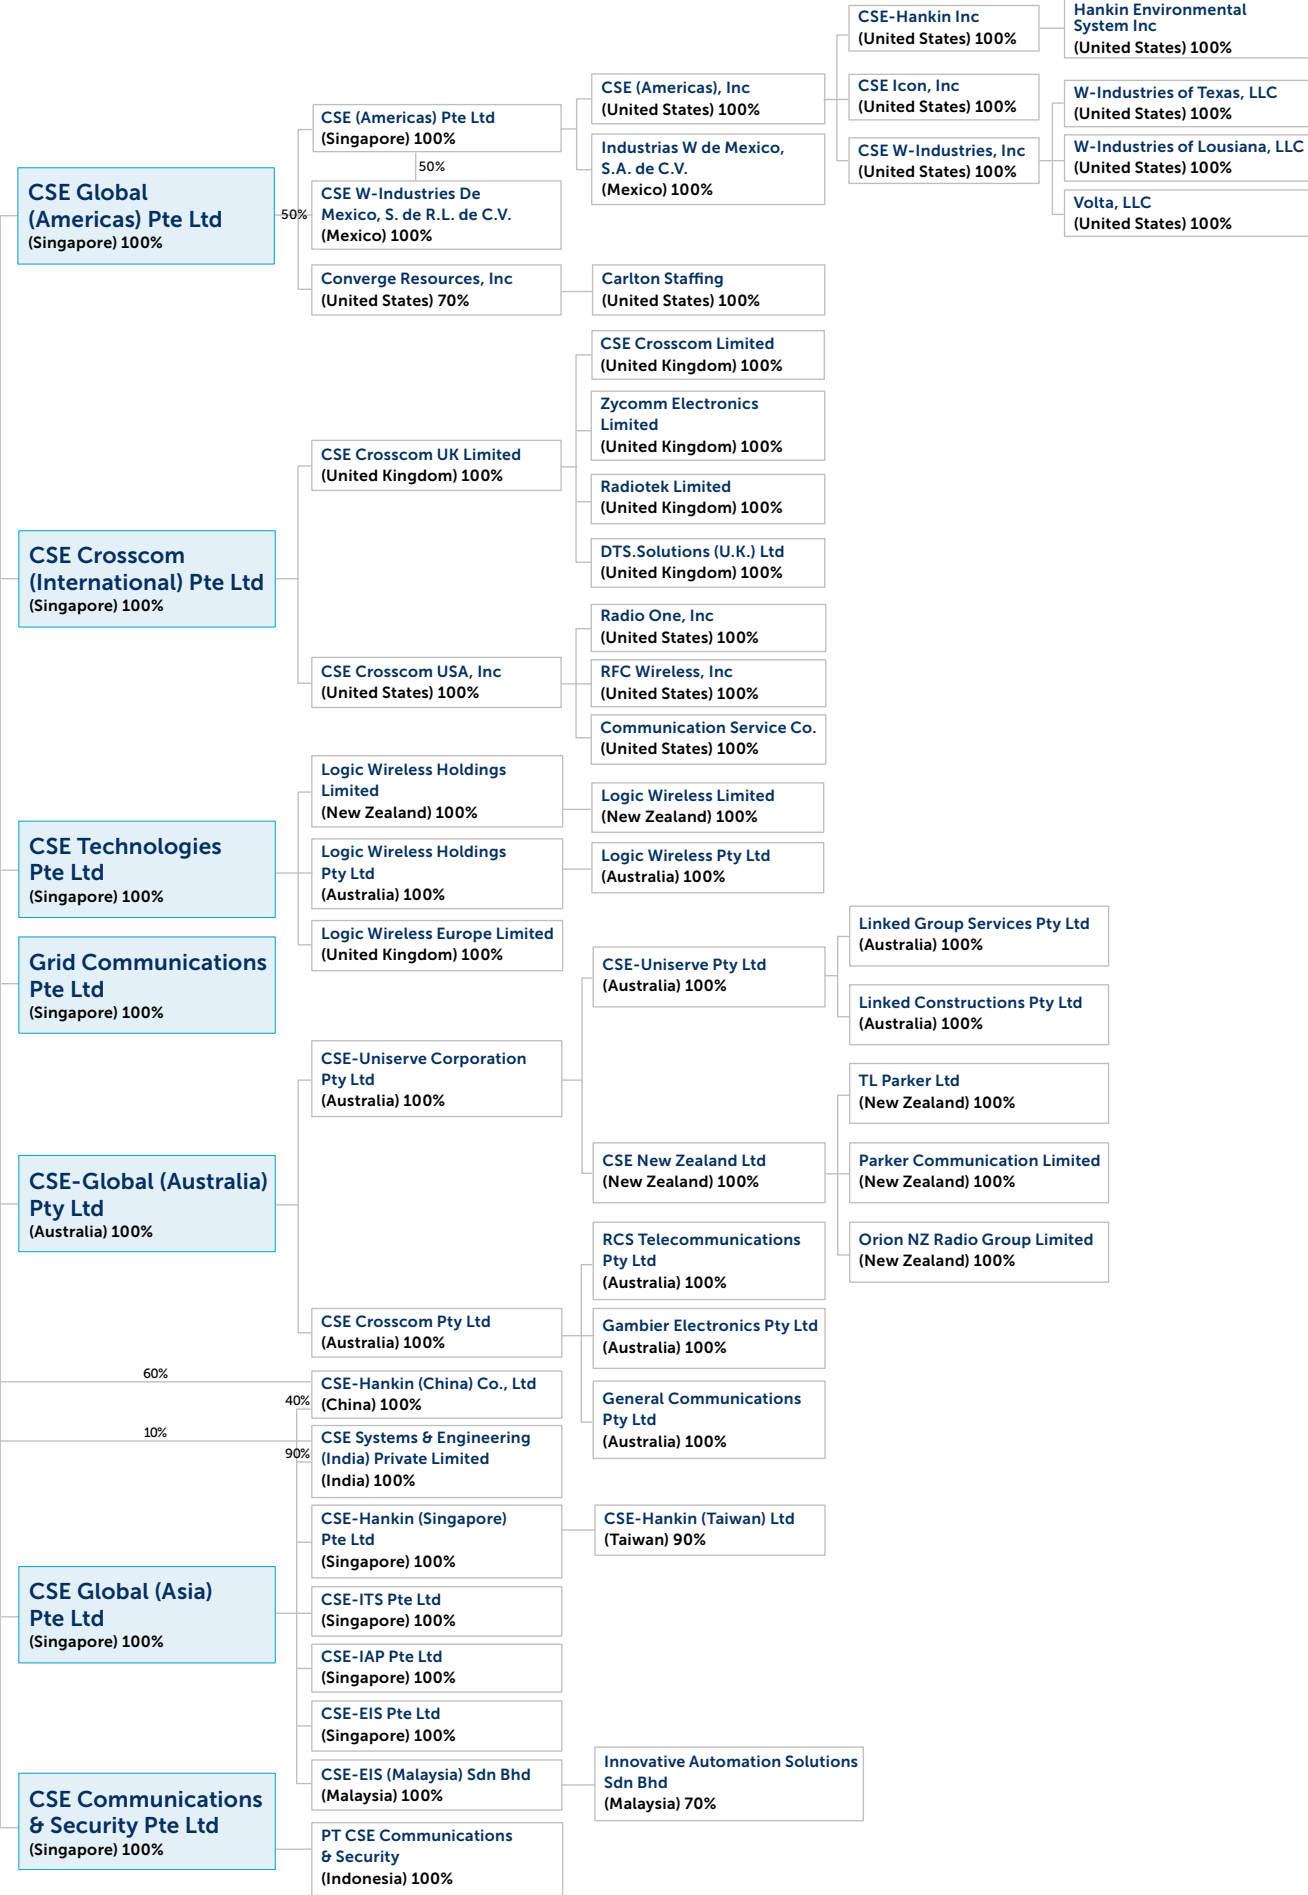 CSE Global
(Americas) Pte Ltd
(Singapore) 100%
50%
CSE (Americas) Pte Ltd
(Singapore) 100%
50%
CSE W-Industries De
Mexico, S. de R.L. de C.V.
(Mexico) 100%
Converge Resources, Inc
(United States) 70%
CSE (Americas), Inc
(United States) 100%
Industrias W de Mexico,
S.A. de C.V.
(Mexico) 100%
Carlton Staffing
(United States) 100%
CSE-Hankin Inc
(United States) 100%
CSE Icon, Inc
(United States) 100%
CSE W-Industries, Inc
(United States) 100%
Hankin Environmental
System Inc
(United States) 100%
W-Industries of Texas, LLC
(United States) 100%
W-Industries of Lousiana, LLC
(United States) 100%
Volta, LLC
(United States) 100%
CSE Crosscom
(International) Pte Ltd
(Singapore) 100%
CSE Crosscom UK Limited
(United Kingdom) 100%
CSE Crosscom Limited
(United Kingdom) 100%
Zycomm Electronics
Limited
(United Kingdom) 100%
Radiotek Limited
(United Kingdom) 100%
DTS.Solutions (U.K.) Ltd
(United Kingdom) 100%
CSE Crosscom USA, Inc
(United States) 100%
Radio One, Inc
(United States) 100%
RFC Wireless, Inc
(United States) 100%
Communication Service Co.
(United States) 100%
CSE Technologies
Pte Ltd
(Singapore) 100%
Logic Wireless Holdings
Limited
(New Zealand) 100%
Logic Wireless Limited
(New Zealand) 100%
Logic Wireless Holdings
Pty Ltd
(Australia) 100%
Logic Wireless Pty Ltd
(Australia) 100%
Logic Wireless Europe Limited
(United Kingdom) 100%
Grid Communications
Pte Ltd
(Singapore) 100%
CSE-Global (Australia)
Pty Ltd
(Australia) 100%
CSE-Uniserve Corporation
Pty Ltd
(Australia) 100%
CSE-Uniserve Pty Ltd
(Australia) 100%
Linked Group Services Pty Ltd
(Australia) 100%
Linked Constructions Pty Ltd
(Australia) 100%
CSE New Zealand Ltd
(New Zealand) 100%
TL Parker Ltd
(New Zealand) 100%
Parker Communication Limited
(New Zealand) 100%
Orion NZ Radio Group Limited
(New Zealand) 100%
CSE Crosscom Pty Ltd
(Australia) 100%
RCS Telecommunications
Pty Ltd
(Australia) 100%
Gambier Electronics Pty Ltd
(Australia) 100%
General Communications
Pty Ltd
(Australia) 100%
60%
40%
CSE-Hankin (China) Co., Ltd
(China) 100%
10%
90%
CSE Systems & Engineering
(India) Private Limited
(India) 100%
CSE Global (Asia)
Pte Ltd
(Singapore) 100%
CSE-Hankin (Singapore)
Pte Ltd
(Singapore) 100%
CSE-Hankin (Taiwan) Ltd
(Taiwan) 90%
CSE-ITS Pte Ltd
(Singapore) 100%
CSE-IAP Pte Ltd
(Singapore) 100%
CSE-EIS Pte Ltd
(Singapore) 100%
CSE-EIS (Malaysia) Sdn Bhd
(Malaysia) 100%
Innovative Automation Solutions
Sdn Bhd
(Malaysia) 70%
CSE Communications
& Security Pte Ltd
(Singapore) 100%
PT CSE Communications
& Security
(Indonesia) 100%